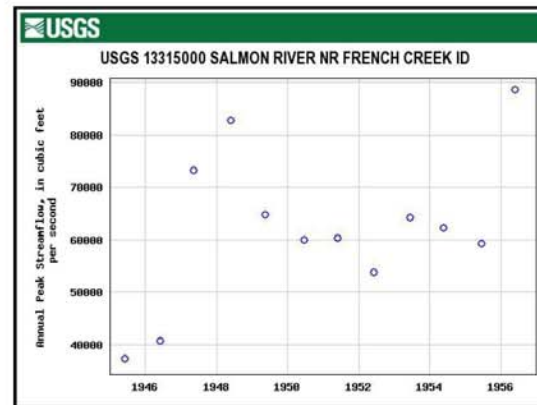 USGS
USGS 13315000 SALMON RIVER NR FRENCH CREEK ID
Annual Peak Streamflow, in cubic feet
per second
90000
80000
70000
60000
50000
40000
1946 1948 1950 1952 1954 1956